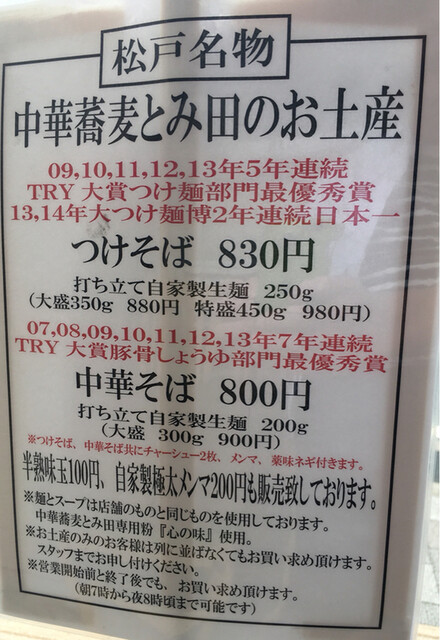 松戸名物
中華蕎麦とみ田のお土産
09,10,11,12,13年5年連続
TRY 大賞つけ麺部門最優秀賞
13,14年大つけ麺博2年連続日本一
つけそば 830円
打ち立て自家製生麺 250g
(大盛350g 880円 特盛450g 980円)
07,08,09,10,11,12,13年7年連続
TRY 大賞豚骨しょうゆ部門最優秀賞
中華そば 800円
打ち立て自家製生麺 200g
(大盛 300g 900円)
※つけそば、中華そば共にチャーシュー2枚、メンマ、薬味ネギ付きます。
半熟味玉100円、自家製極太メンマ200円も販売致しております。
※麺とスープは店舗のものと同じものを使用しております。
中華蕎麦とみ田専用粉『心の味』使用。
※お土産のみのお客様は列に並ばなくてもお買い求め頂けます。
スタッフまでお申し付けください。
※営業開始前と終了後でも、お買い求め頂けます。
(朝7時から夜8時頃まで可能です)